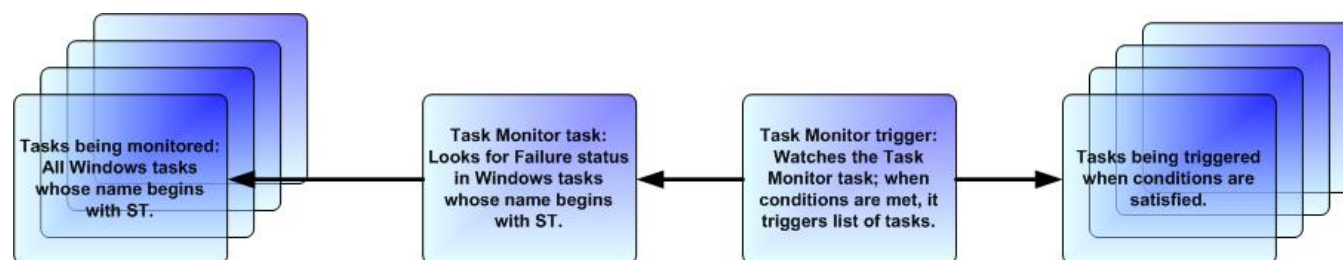 Tasks being monitored:
All Windows tasks
whose name begins
with ST.
Task Monitor task:
Looks for Failure status
in Windows tasks
whose name begins
with ST.
Task Monitor trigger:
Watches the Task
Monitor task; when
conditions are met, it
triggers list of tasks.
Tasks being triggered
when conditions are
satisfied.